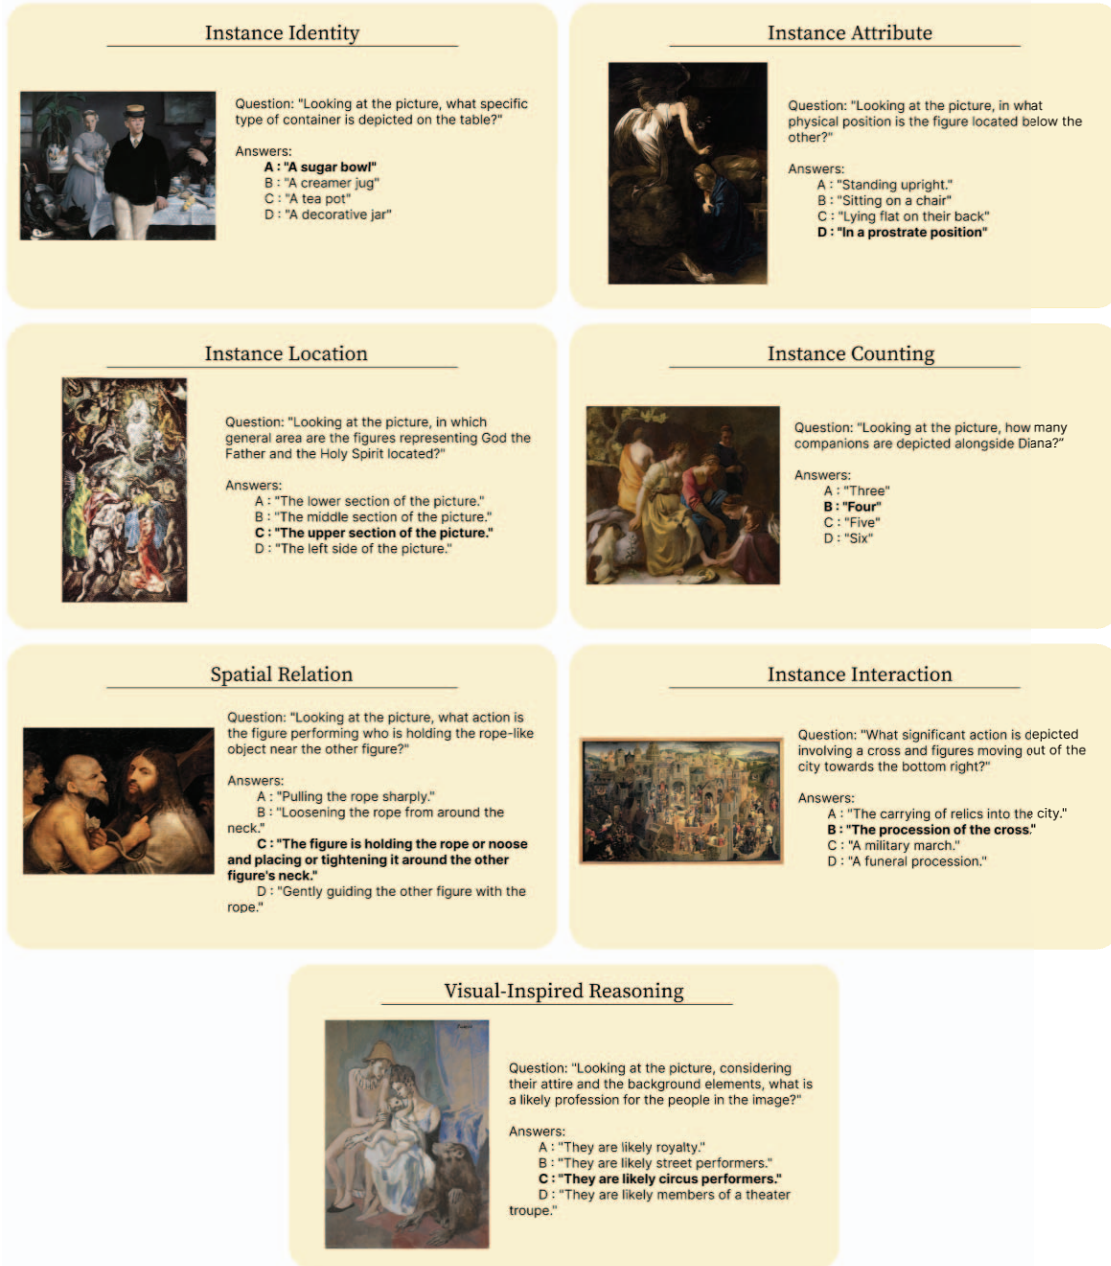 Instance Identity
Question: "Looking at the picture, what specific
type of container is depicted on the table?"
Answers:
A : "A sugar bowl"
B : "A creamer jug"
C : "A tea pot"
D : "A decorative jar"
Instance Attribute
Question: "Looking at the picture, in what
physical position is the figure located below the
other?"
Answers:
A : "Standing upright."
B : "Sitting on a chair"
C : "Lying flat on their back"
D : "In a prostrate position"
Instance Location
Question: "Looking at the picture, in which
general area are the figures representing God the
Father and the Holy Spirit located?"
Answers:
A : "The lower section of the picture."
B : "The middle section of the picture."
C : "The upper section of the picture."
D : "The left side of the picture."
Instance Counting
Question: "Looking at the picture, how many
companions are depicted alongside Diana?"
Answers:
A : "Three"
B : "Four"
C : "Five"
D : "Six"
Spatial Relation
Question: "Looking at the picture, what action is
the figure performing who is holding the rope-like
object near the other figure?"
Answers:
A : "Pulling the rope sharply."
B : "Loosening the rope from around the
neck."
C : "The figure is holding the rope or noose
and placing or tightening it around the other
figure's neck."
D : "Gently guiding the other figure with the
rope."
Instance Interaction
Question: "What significant action is depicted
involving a cross and figures moving out of the
city towards the bottom right?"
Answers:
A : "The carrying of relics into the city."
B : "The procession of the cross."
C : "A military march."
D : "A funeral procession."
Visual-Inspired Reasoning
Question: "Looking at the picture, considering
their attire and the background elements, what is
a likely profession for the people in the image?"
Answers:
A : "They are likely royalty."
B : "They are likely street performers."
C : "They are likely circus performers."
D : "They are likely members of a theater
troupe."